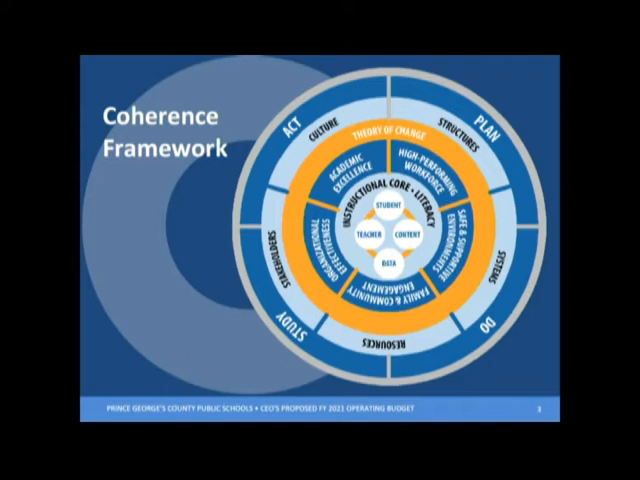 Coherence
Framework
ACT
PLAN
DO
STUDY
CULTURE
STRUCTURES
SYSTEMS
RESOURCES
STAKEHOLDERS
THEORY OF CHANGE
ACADEMIC
EXCELLENCE
HIGH-PERFORMING
WORKFORCE
SAFE & SUPPORTIVE
ENVIRONMENTS
FAMILY & COMMUNITY
ENGAGEMENT
ORGANIZATIONAL
EFFECTIVENESS
INSTRUCTIONAL CORE • LITERACY
STUDENT
TEACHER
CONTENT
DATA
PRINCE GEORGE'S COUNTY PUBLIC SCHOOLS • CEO'S PROPOSED FY 2021 OPERATING BUDGET
3